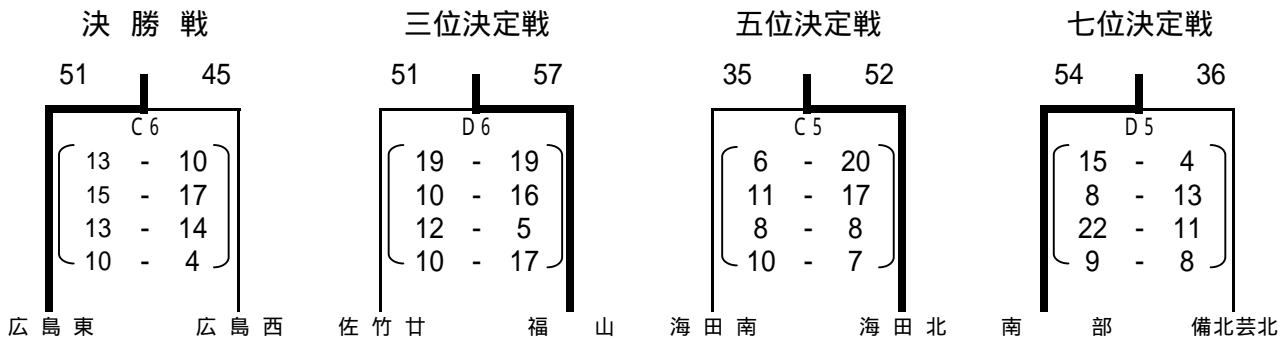 決 勝 戦 三位決定戦 五位決定戦 七位決定戦
51 45 51 57 35 52 54 36
C 6 D 6 C 5 D 5
13 - 10 19 - 19 6 - 20 15 - 4
15 - 17 10 - 16 11 - 17 8 - 13
13 - 14 12 - 5 8 - 8 22 - 11
10 - 4 10 - 17 10 - 7 9 - 8
広 島 東 広 島 西 佐 竹 廿 福 山 海 田 南 海 田 北 南 部 備北芸北